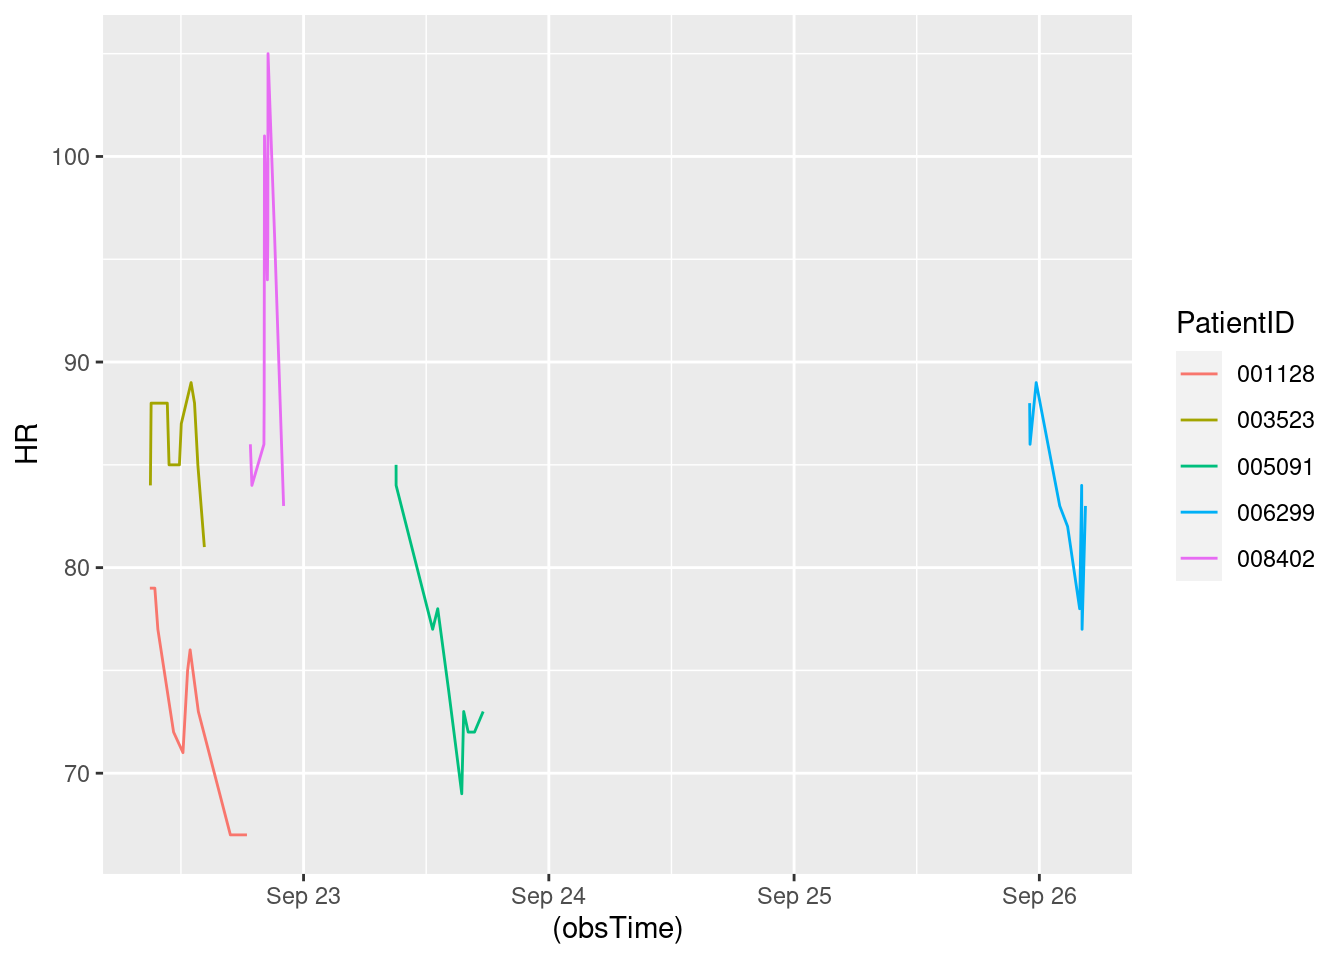 HR
100
90
80
70
Sep 23
Sep 24
Sep 25
Sep 26
(obsTime)
PatientID
001128
003523
005091
006299
008402